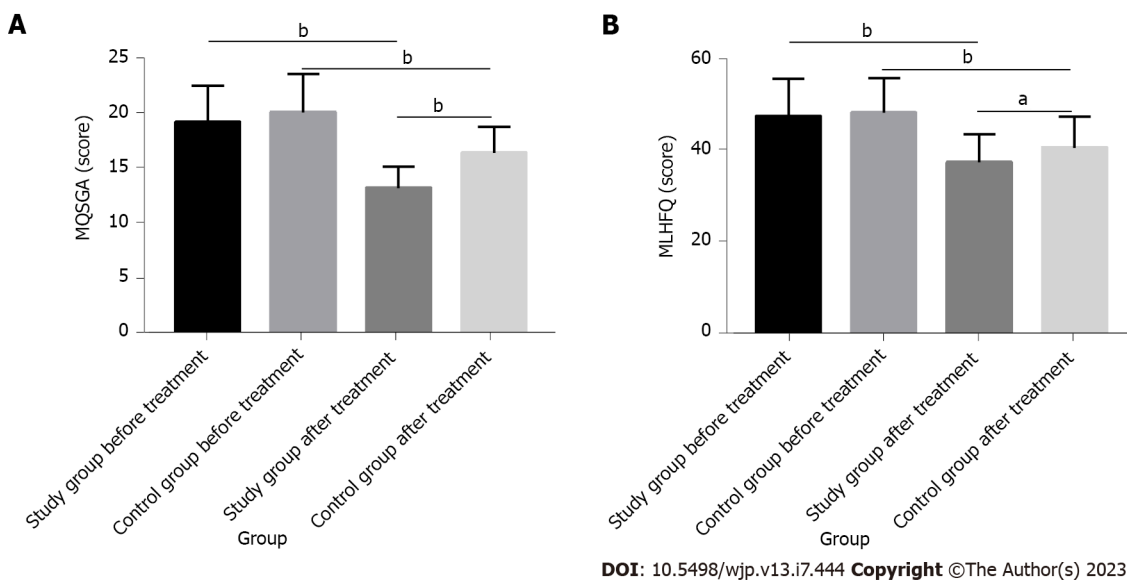 A
b
b
b
25
20
15
10
5
0
MQSGA (score)
Study group before treatment
Control group before treatment
Study group after treatment
Control group after treatment
Group
B
b
b
a
60
40
20
0
MLHFQ (score)
Study group before treatment
Control group before treatment
Study group after treatment
Control group after treatment
Group
DOI: 10.5498/wjp.v13.i7.444 Copyright ©The Author(s) 2023